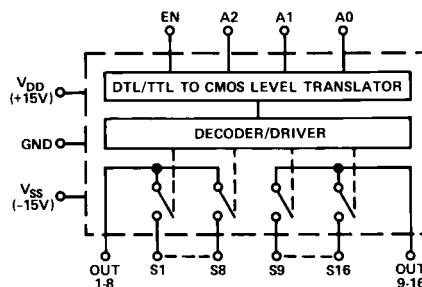 EN A2 A1 A0
VDD
(+15V)
DTL/TTL TO CMOS LEVEL TRANSLATOR
GND
DECODER/DRIVER
VSS
(-15V)
OUT
1-8
S1 S8 S9 S16
OUT
9-16